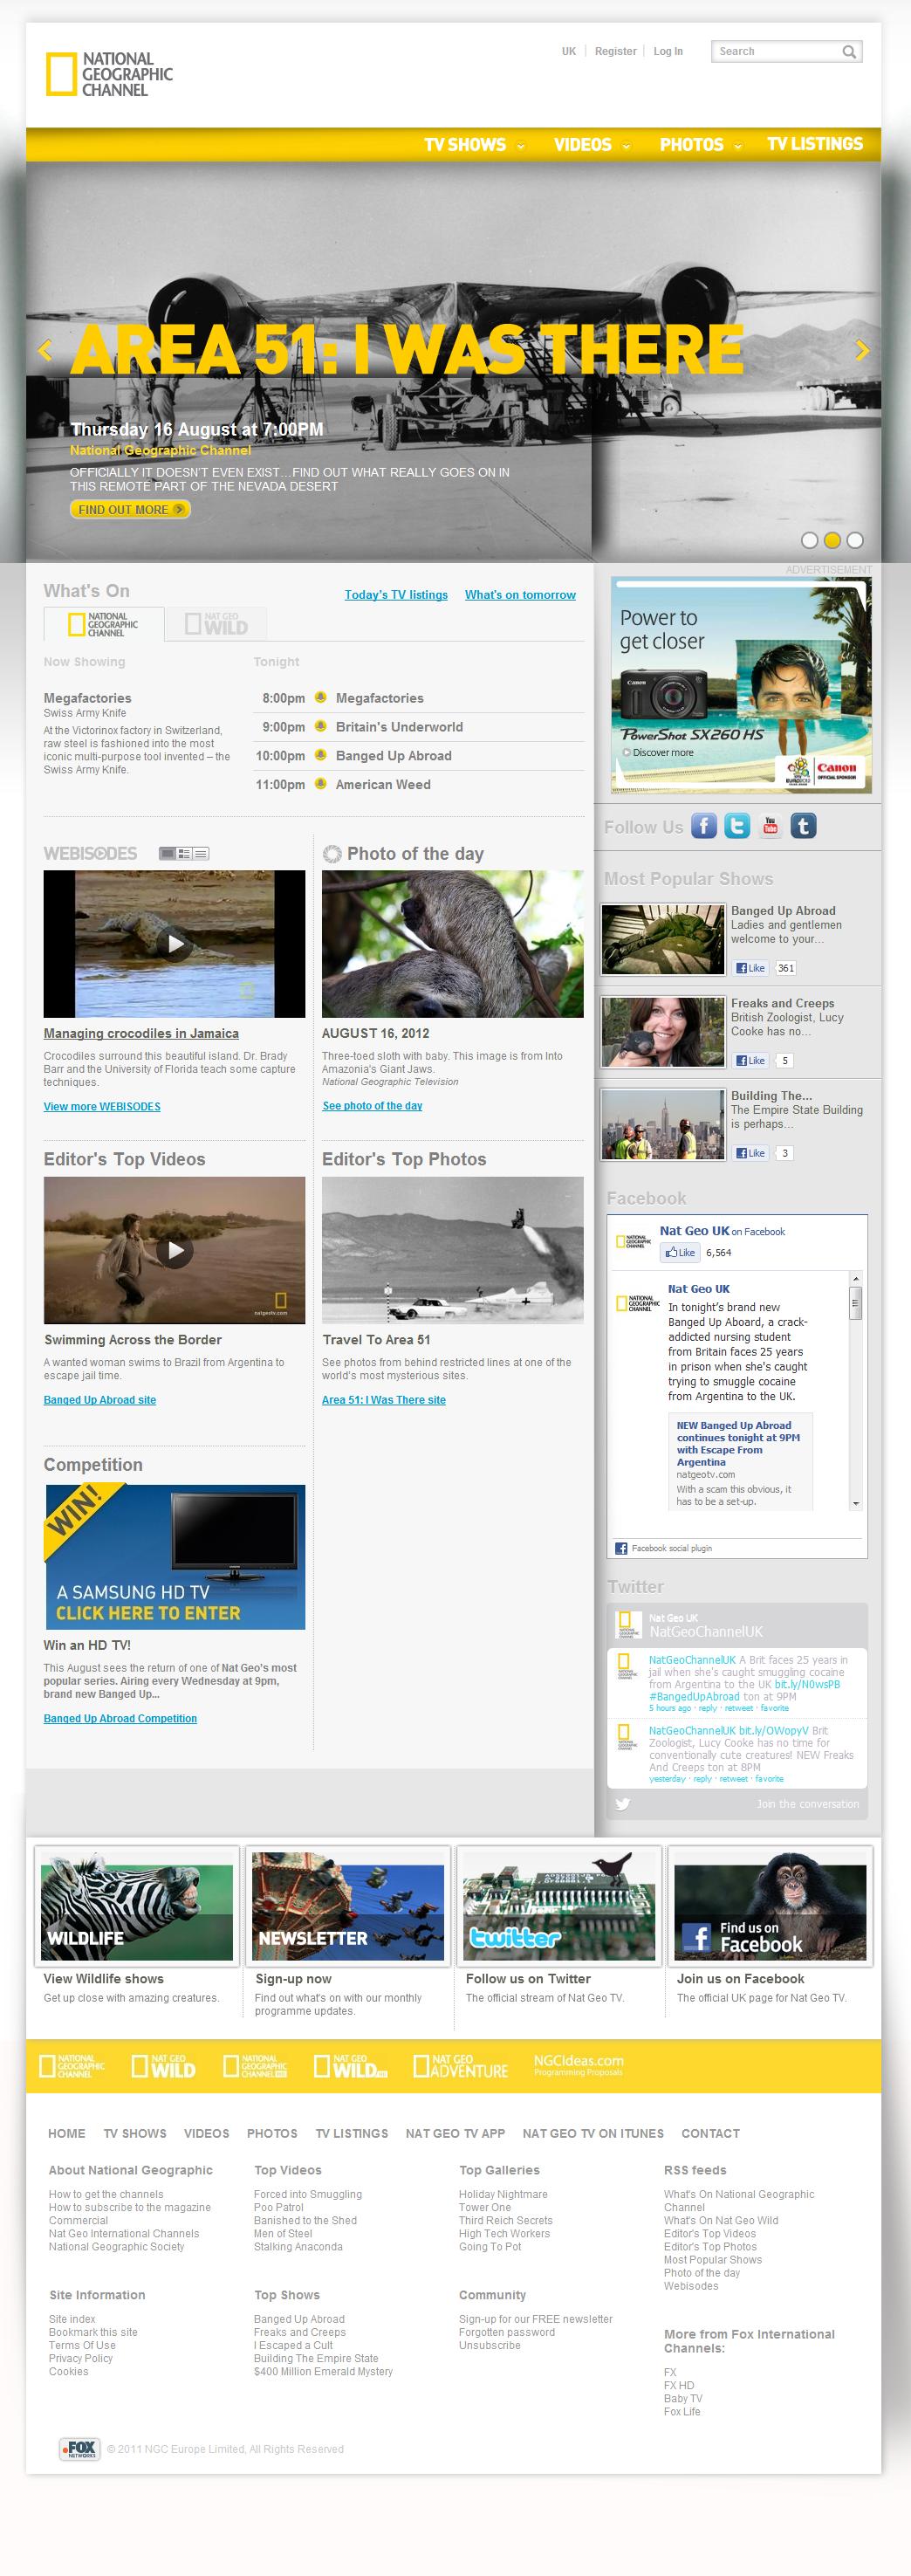 NATIONAL
GEOGRAPHIC
CHANNEL
UK
Register
Log In
Search
TV SHOWS
VIDEOS
PHOTOS
TV LISTINGS
AREA 51: I WAS THERE
Thursday 16 August at 7:00PM
National Geographic Channel
OFFICIALLY IT DOESN'T EVEN EXIST...FIND OUT WHAT REALLY GOES ON IN
THIS REMOTE PART OF THE NEVADA DESERT
FIND OUT MORE
What's On
Today's TV listings
What's on tomorrow
NATIONAL
GEOGRAPHIC
CHANNEL
NAT GEO
WILD
Now Showing
Megafactories
Swiss Army Knife
At the Victorinox factory in Switzerland,
raw steel is fashioned into the most
iconic multi-purpose tool invented – the
Swiss Army Knife.
Tonight
8:00pm Megafactories
9:00pm Britain's Underworld
10:00pm Banged Up Abroad
11:00pm American Weed
WEBISODES
Managing crocodiles in Jamaica
Crocodiles surround this beautiful island. Dr. Brady
Barr and the University of Florida teach some capture
techniques.
View more WEBISODES
Photo of the day
AUGUST 16, 2012
Three-toed sloth with baby. This image is from Into
Amazonia's Giant Jaws.
National Geographic Television
See photo of the day
Editor's Top Videos
natgeotv.com
Swimming Across the Border
A wanted woman swims to Brazil from Argentina to
escape jail time.
Banged Up Abroad site
Editor's Top Photos
Travel To Area 51
See photos from behind restricted lines at one of the
world's most mysterious sites.
Area 51: I Was There site
Competition
WIN!
A SAMSUNG HD TV
CLICK HERE TO ENTER
Win an HD TV!
This August sees the return of one of Nat Geo's most
popular series. Airing every Wednesday at 9pm,
brand new Banged Up...
Banged Up Abroad Competition
ADVERTISEMENT
Power to
get closer
Canon
PowerShot SX260 HS
Discover more
Canon
OFFICIAL SPONSOR
Follow Us
You
Tube
Most Popular Shows
Banged Up Abroad
Ladies and gentlemen
welcome to your...
Like 361
Freaks and Creeps
British Zoologist, Lucy
Cooke has no...
Like 5
Building The...
The Empire State Building
is perhaps...
Like 3
Facebook
Nat Geo UK on Facebook
Like 6,564
Nat Geo UK
In tonight's brand new
Banged Up Aboard, a crack-
addicted nursing student
from Britain faces 25 years
in prison when she's caught
trying to smuggle cocaine
from Argentina to the UK.
NEW Banged Up Abroad
continues tonight at 9PM
with Escape From
Argentina
natgeotv.com
With a scam this obvious, it
has to be a set-up.
Facebook social plugin
Twitter
Nat Geo UK
NatGeoChannelUK
NatGeoChannelUK A Brit faces 25 years in
jail when she's caught smuggling cocaine
from Argentina to the UK bit.ly/N0wsPB
#BangedUpAbroad ton at 9PM
5 hours ago · reply · retweet · favorite
NatGeoChannelUK bit.ly/OWopyV Brit
Zoologist, Lucy Cooke has no time for
conventionally cute creatures! NEW Freaks
And Creeps ton at 8PM
yesterday · reply · retweet · favorite
Join the conversation
WILDLIFE
View Wildlife shows
Get up close with amazing creatures.
NEWSLETTER
Sign-up now
Find out what's on with our monthly
programme updates.
twitter
Follow us on Twitter
The official stream of Nat Geo TV.
Find us on
Facebook
Join us on Facebook
The official UK page for Nat Geo TV.
NATIONAL
GEOGRAPHIC
CHANNEL
NAT GEO
WILD
NATIONAL
GEOGRAPHIC
CHANNEL
NAT GEO
WILD
NAT GEO
ADVENTURE
NGCIdeas.com
Programming Proposals
HOME
TV SHOWS
VIDEOS
PHOTOS
TV LISTINGS
NAT GEO TV APP
NAT GEO TV ON ITUNES
CONTACT
About National Geographic
How to get the channels
How to subscribe to the magazine
Commercial
Nat Geo International Channels
National Geographic Society
Top Videos
Forced into Smuggling
Poo Patrol
Banished to the Shed
Men of Steel
Stalking Anaconda
Top Galleries
Holiday Nightmare
Tower One
Third Reich Secrets
High Tech Workers
Going To Pot
RSS feeds
What's On National Geographic
Channel
What's On Nat Geo Wild
Editor's Top Videos
Editor's Top Photos
Most Popular Shows
Photo of the day
Webisodes
Site Information
Site index
Bookmark this site
Terms Of Use
Privacy Policy
Cookies
Top Shows
Banged Up Abroad
Freaks and Creeps
I Escaped a Cult
Building The Empire State
$400 Million Emerald Mystery
Community
Sign-up for our FREE newsletter
Forgotten password
Unsubscribe
More from Fox International
Channels:
FX
FX HD
Baby TV
Fox Life
FOX
NETWORKS
© 2011 NGC Europe Limited, All Rights Reserved